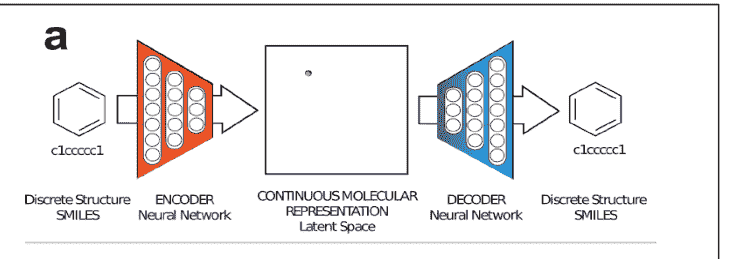 a
c1ccccc1
c1ccccc1
Discrete Structure
SMILES
ENCODER
Neural Network
CONTINUOUS MOLECULAR
REPRESENTATION
Latent Space
DECODER
Neural Network
Discrete Structure
SMILES